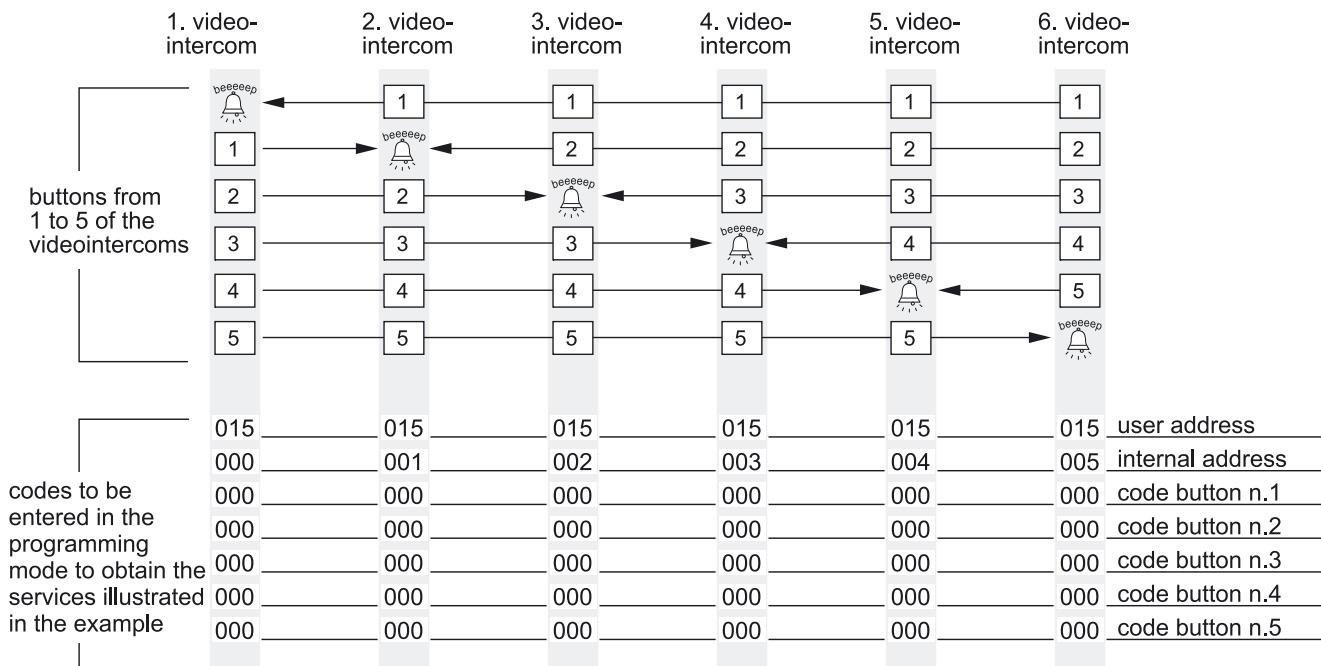 1. video- 2. video- 3. video- 4. video- 5. video- 6. video-
intercom intercom intercom intercom intercom intercom
beeeeep 1 1 1 1 1
1 beeeeep 2 2 2 2
buttons from
1 to 5 of the
videointercoms
2 2 beeeeep 3 3 3
3 3 3 beeeeep 4 4
4 4 4 4 beeeeep 5
5 5 5 5 5 beeeeep
015 015 015 015 015 015 user address
000 001 002 003 004 005 internal address
codes to be
entered in the
programming
mode to obtain the
services illustrated
in the example
000 000 000 000 000 000 code button n.1
000 000 000 000 000 000 code button n.2
000 000 000 000 000 000 code button n.3
000 000 000 000 000 000 code button n.4
000 000 000 000 000 000 code button n.5